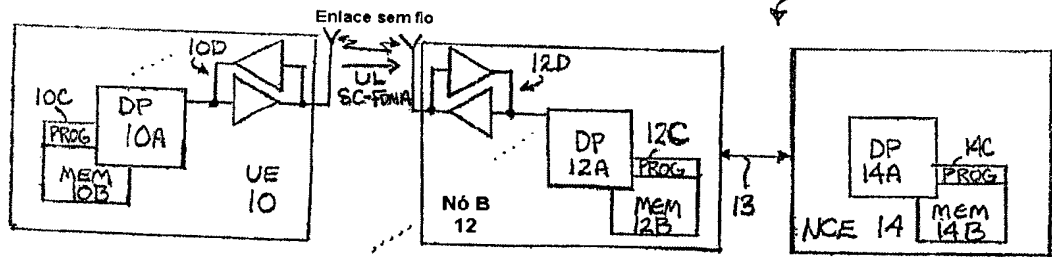 Enlace sem fio
10D
UL
SC-FDMA
12D
10C
DP
10A
PROG
MEM
10B
UE
10
DP
12A
12C
PROG
MEM
12B
Nó B
12
13
DP
14A
14C
PROG
MEM
14B
NCE 14